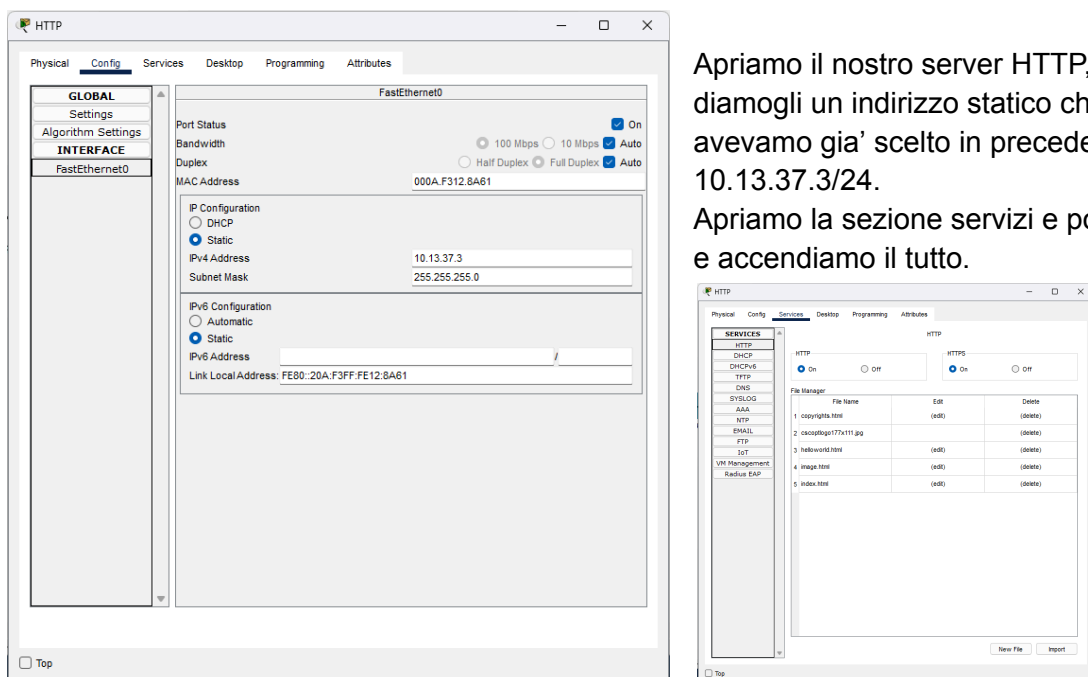 HTTP
Physical Config Services Desktop Programming Attributes
GLOBAL
Settings
Algorithm Settings
INTERFACE
FastEthernet0
FastEthernet0
Port Status On
Bandwidth 100 Mbps 10 Mbps Auto
Duplex Half Duplex Full Duplex Auto
MAC Address 000A.F312.8A61
IP Configuration
DHCP
Static
IPv4 Address 10.13.37.3
Subnet Mask 255.255.255.0
IPv6 Configuration
Automatic
Static
IPv6 Address /
Link Local Address: FE80::20A:F3FF:FE12:8A61
Top
Apriamo il nostro server HTTP,
diamogli un indirizzo statico ch
avevamo gia’ scelto in precede
10.13.37.3/24.
Apriamo la sezione servizi e po
e accendiamo il tutto.
HTTP
Physical Config Services Desktop Programming Attributes
SERVICES
HTTP
DHCP
DHCPv6
TFTP
DNS
SYSLOG
AAA
NTP
EMAIL
FTP
IoT
VM Management
Radius EAP
HTTP
HTTP HTTPS
On Off On Off
File Manager
File Name Edit Delete
1 copyrights.html (edit) (delete)
2 cscoptlogo177x111.jpg (delete)
3 helloworld.html (edit) (delete)
4 image.html (edit) (delete)
5 index.html (edit) (delete)
New File Import
Top